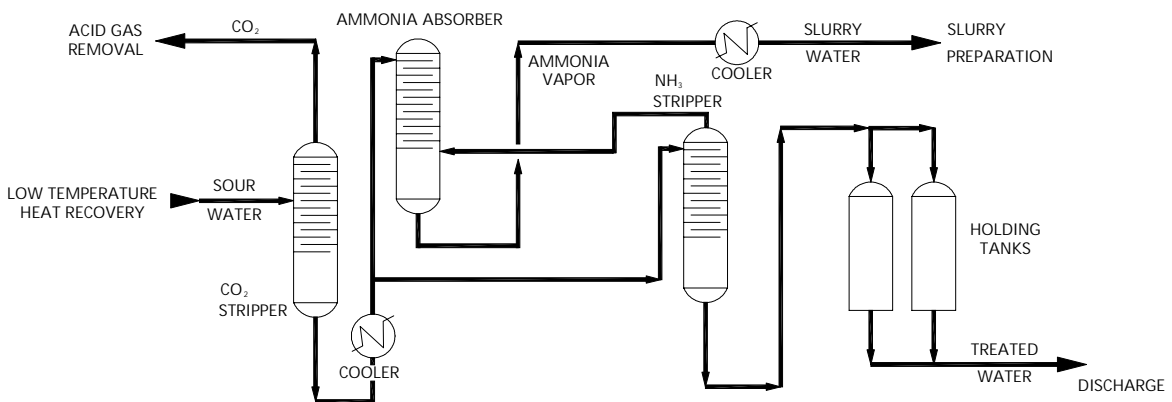 ACID GAS
REMOVAL
CO₂
AMMONIA ABSORBER
AMMONIA
VAPOR
COOLER
SLURRY
WATER
SLURRY
PREPARATION
NH₃
STRIPPER
LOW TEMPERATURE
HEAT RECOVERY
SOUR
WATER
CO₂
STRIPPER
COOLER
HOLDING
TANKS
TREATED
WATER
DISCHARGE